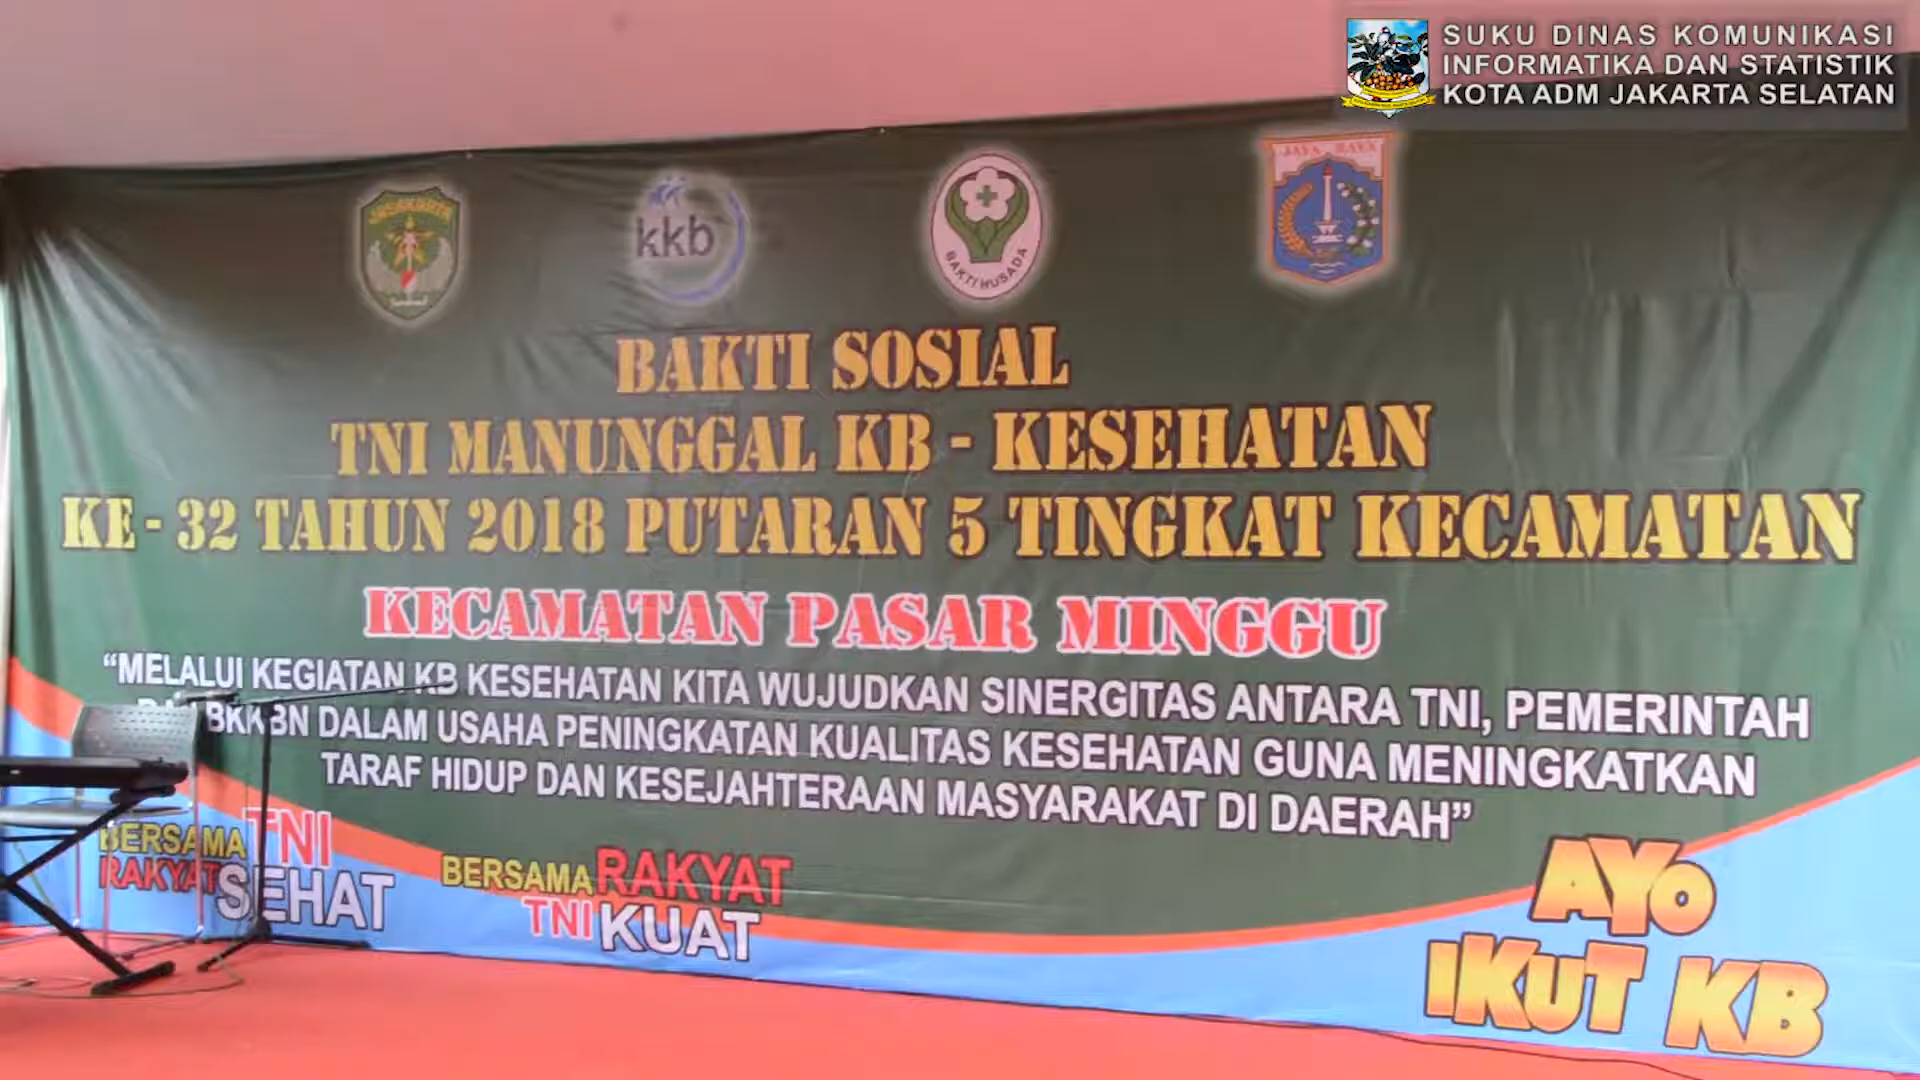 SUKU DINAS KOMUNIKASI
INFORMATIKA DAN STATISTIK
KOTA ADM JAKARTA SELATAN
JAYAKARTA
kkb
BAKTI HUSADA
JAYA RAYA
BAKTI SOSIAL
TNI MANUNGGAL KB - KESEHATAN
KE - 32 TAHUN 2018 PUTARAN 5 TINGKAT KECAMATAN
KECAMATAN PASAR MINGGU
“MELALUI KEGIATAN KB KESEHATAN KITA WUJUDKAN SINERGITAS ANTARA TNI, PEMERINTAH
BKKBN DALAM USAHA PENINGKATAN KUALITAS KESEHATAN GUNA MENINGKATKAN
TARAF HIDUP DAN KESEJAHTERAAN MASYARAKAT DI DAERAH”
BERSAMA TNI
RAKYAT SEHAT
BERSAMA RAKYAT
TNI KUAT
AYO
IKUT KB